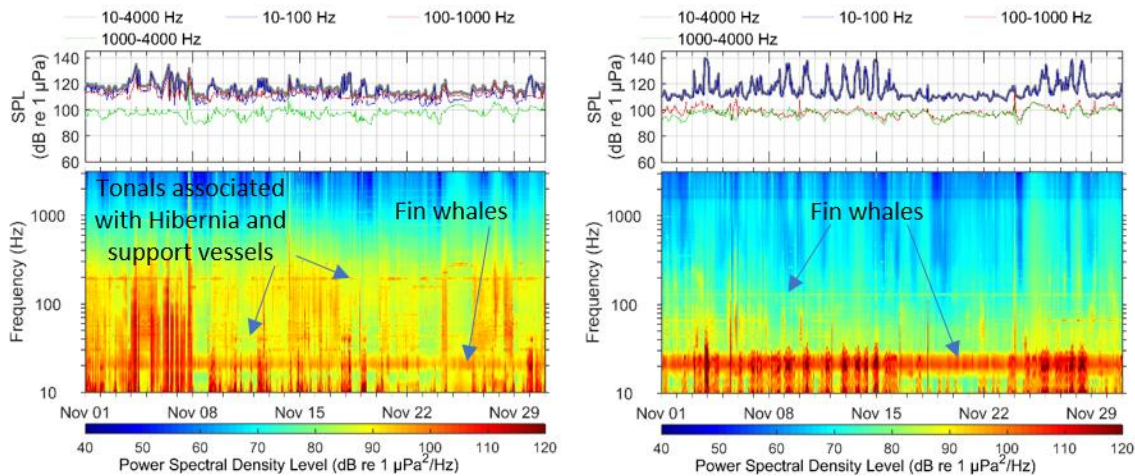 10-4000 Hz 10-100 Hz 100-1000 Hz
1000-4000 Hz
140
120
100
80
60
SPL
(dB re 1 µPa)
Tonals associated
with Hibernia and
support vessels
Fin whales
1000
100
10
Frequency (Hz)
Nov 01 Nov 08 Nov 15 Nov 22 Nov 29
40 50 60 70 80 90 100 110 120
Power Spectral Density Level (dB re 1 µPa²/Hz)
10-4000 Hz 10-100 Hz 100-1000 Hz
1000-4000 Hz
140
120
100
80
60
SPL
(dB re 1 µPa)
Fin whales
1000
100
10
Frequency (Hz)
Nov 01 Nov 08 Nov 15 Nov 22 Nov 29
40 50 60 70 80 90 100 110 120
Power Spectral Density Level (dB re 1 µPa²/Hz)